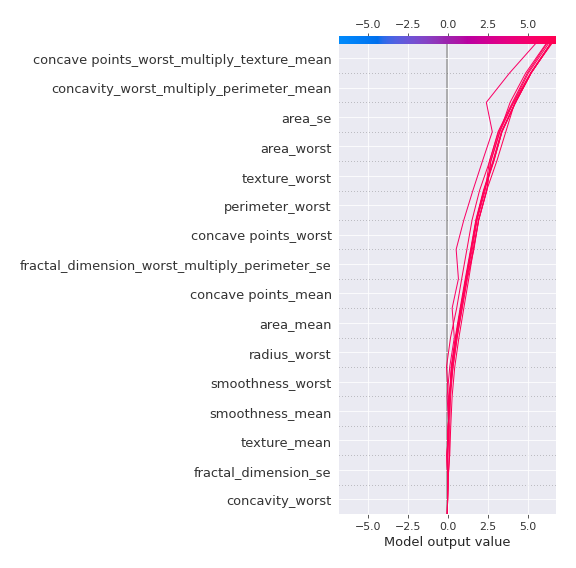 −5.0 −2.5 0.0 2.5 5.0
concave points_worst_multiply_texture_mean
concavity_worst_multiply_perimeter_mean
area_se
area_worst
texture_worst
perimeter_worst
concave points_worst
fractal_dimension_worst_multiply_perimeter_se
concave points_mean
area_mean
radius_worst
smoothness_worst
smoothness_mean
texture_mean
fractal_dimension_se
concavity_worst
−5.0 −2.5 0.0 2.5 5.0
Model output value